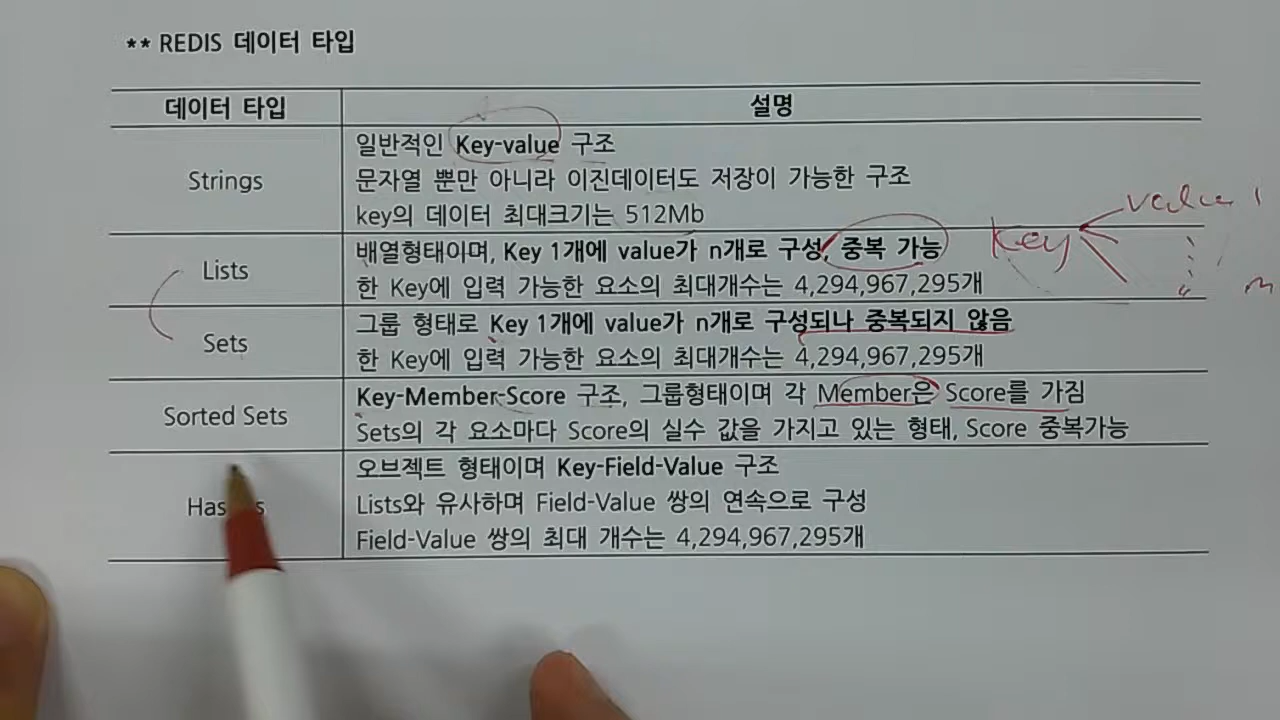 ** REDIS 데이터 타입
데이터 타입 설명
Strings
일반적인 Key-value 구조
문자열 뿐만 아니라 이진데이터도 저장이 가능한 구조
key의 데이터 최대크기는 512Mb
Lists
배열형태이며, Key 1개에 value가 n개로 구성, 중복 가능
한 Key에 입력 가능한 요소의 최대개수는 4,294,967,295개
key value 1
n
Sets
그룹 형태로 Key 1개에 value가 n개로 구성되나 중복되지 않음
한 Key에 입력 가능한 요소의 최대개수는 4,294,967,295개
Sorted Sets
Key-Member-Score 구조, 그룹형태이며 각 Member은 Score를 가짐
Sets의 각 요소마다 Score의 실수 값을 가지고 있는 형태, Score 중복가능
오브젝트 형태이며 Key-Field-Value 구조
Lists와 유사하며 Field-Value 쌍의 연속으로 구성
Field-Value 쌍의 최대 개수는 4,294,967,295개